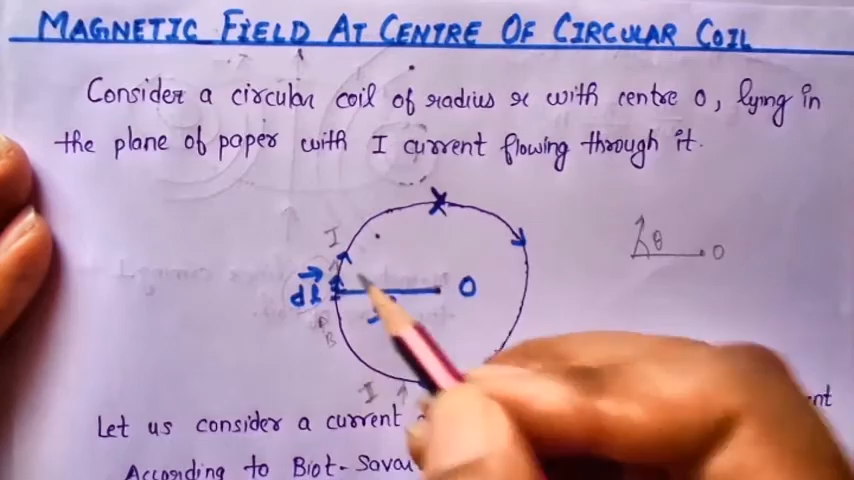 MAGNETIC FIELD AT CENTRE OF CIRCULAR COIL
Consider a circular coil of radius r with centre O, lying in
the plane of paper with I current flowing through it.
I
θ
O
dl
O
B
I
Let us consider a current
According to Biot-Sava